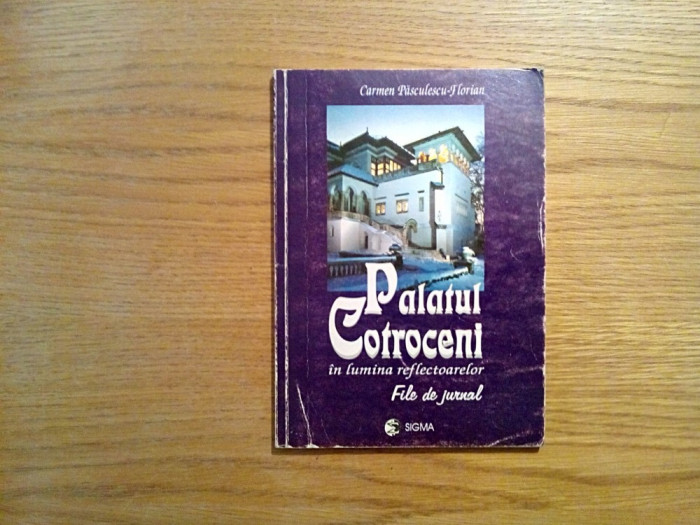 Carmen Păsculescu-Florian
Palatul
Cotroceni
în lumina reflectoarelor
File de jurnal
SIGMA